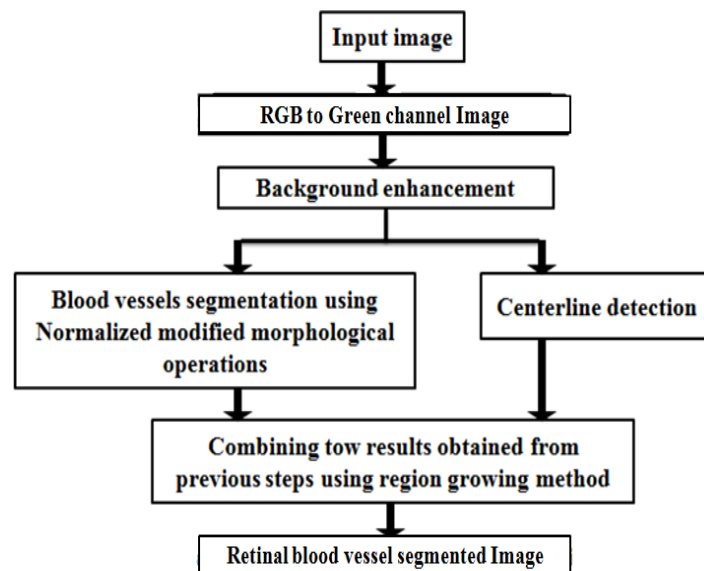 Input image
RGB to Green channel Image
Background enhancement
Blood vessels segmentation using
Normalized modified morphological
operations
Centerline detection
Combining tow results obtained from
previous steps using region growing method
Retinal blood vessel segmented Image